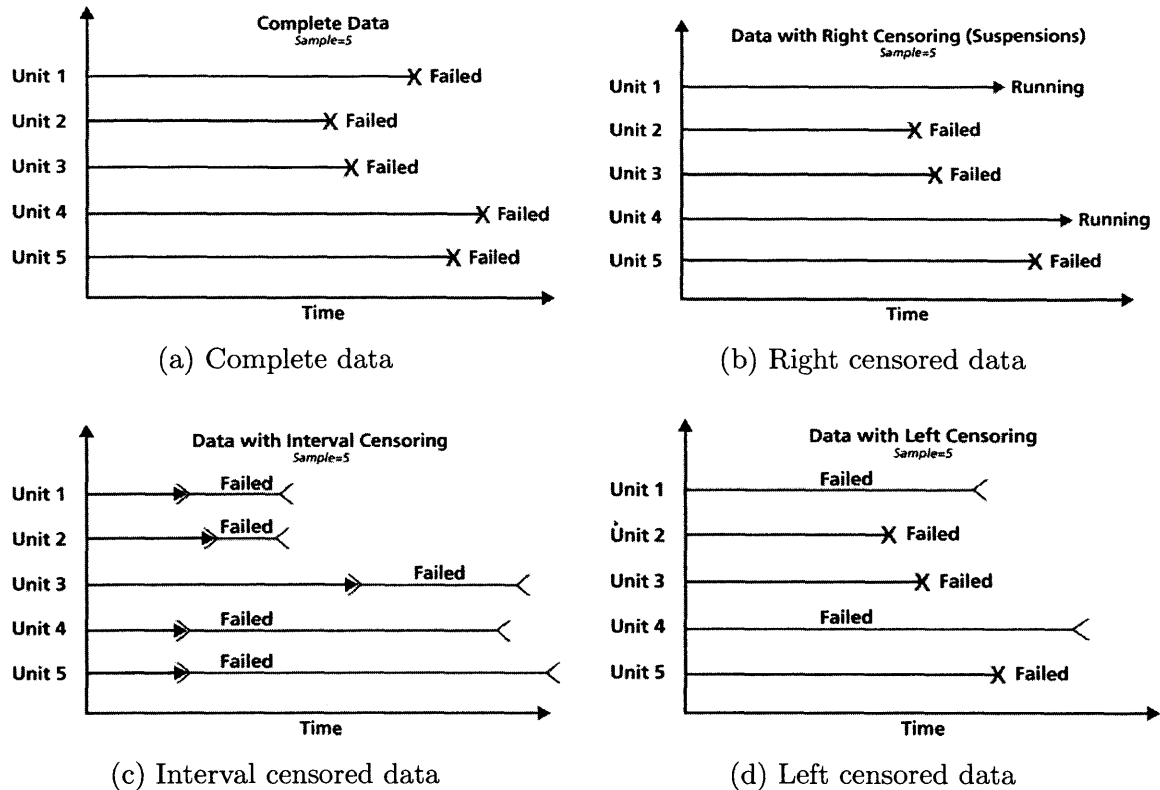 Complete Data
Sample=5
Unit 1 Failed
Unit 2 Failed
Unit 3 Failed
Unit 4 Failed
Unit 5 Failed
Time
(a) Complete data
Data with Right Censoring (Suspensions)
Sample=5
Unit 1 Running
Unit 2 Failed
Unit 3 Failed
Unit 4 Running
Unit 5 Failed
Time
(b) Right censored data
Data with Interval Censoring
Sample=5
Unit 1 Failed
Unit 2 Failed
Unit 3 Failed
Unit 4 Failed
Unit 5 Failed
Time
(c) Interval censored data
Data with Left Censoring
Sample=5
Unit 1 Failed
Unit 2 Failed
Unit 3 Failed
Unit 4 Failed
Unit 5 Failed
Time
(d) Left censored data